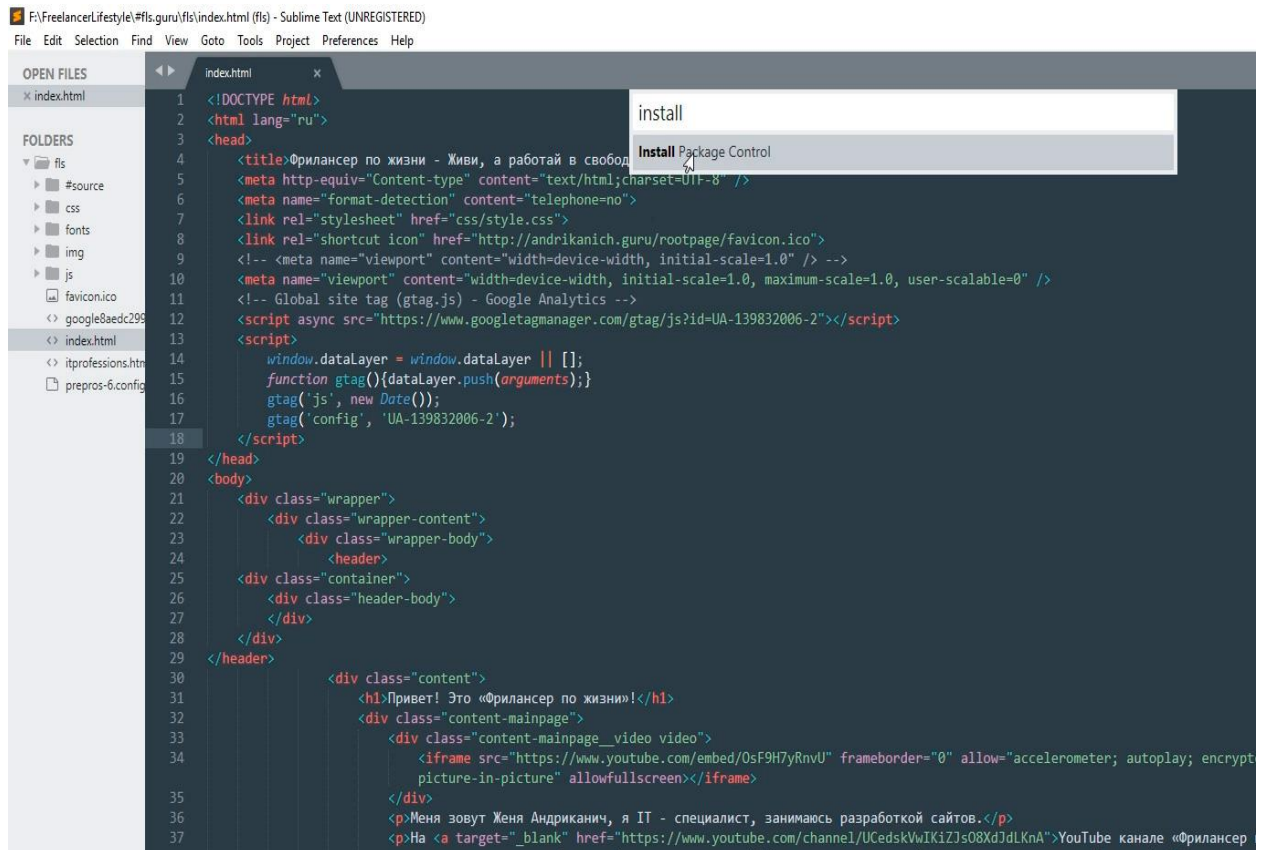 F:\FreelancerLifestyle\#fls.guru\fls\index.html (fls) - Sublime Text (UNREGISTERED)
File Edit Selection Find View Goto Tools Project Preferences Help
OPEN FILES
index.html
FOLDERS
fls
#source
css
fonts
img
js
favicon.ico
google8aedc299
index.html
itprofessions.htm
prepros-6.config
index.html
install
Install Package Control
1 <!DOCTYPE html>
2 <html lang="ru">
3 <head>
4 <title>Фрилансер по жизни - Живи, а работай в свобод
5 <meta http-equiv="Content-type" content="text/html;charset=UTF-8" />
6 <meta name="format-detection" content="telephone=no">
7 <link rel="stylesheet" href="css/style.css">
8 <link rel="shortcut icon" href="http://andrikanich.guru/rootpage/favicon.ico">
9 <!-- <meta name="viewport" content="width=device-width, initial-scale=1.0" /> -->
10 <meta name="viewport" content="width=device-width, initial-scale=1.0, maximum-scale=1.0, user-scalable=0" />
11 <!-- Global site tag (gtag.js) - Google Analytics -->
12 <script async src="https://www.googletagmanager.com/gtag/js?id=UA-139832006-2"></script>
13 <script>
14 window.dataLayer = window.dataLayer || [];
15 function gtag(){dataLayer.push(arguments);}
16 gtag('js', new Date());
17 gtag('config', 'UA-139832006-2');
18 </script>
19 </head>
20 <body>
21 <div class="wrapper">
22 <div class="wrapper-content">
23 <div class="wrapper-body">
24 <header>
25 <div class="container">
26 <div class="header-body">
27 </div>
28 </div>
29 </header>
30 <div class="content">
31 <h1>Привет! Это «Фрилансер по жизни»!</h1>
32 <div class="content-mainpage">
33 <div class="content-mainpage__video video">
34 <iframe src="https://www.youtube.com/embed/OsF9H7yRnvU" frameborder="0" allow="accelerometer; autoplay; encrypt
picture-in-picture" allowfullscreen></iframe>
35 </div>
36 <p>Меня зовут Женя Андриканич, я IT - специалист, занимаюсь разработкой сайтов.</p>
37 <p>На <a target="_blank" href="https://www.youtube.com/channel/UCedskVwIKiZJsO8XdJdLKnA">YouTube канале «Фрилансер